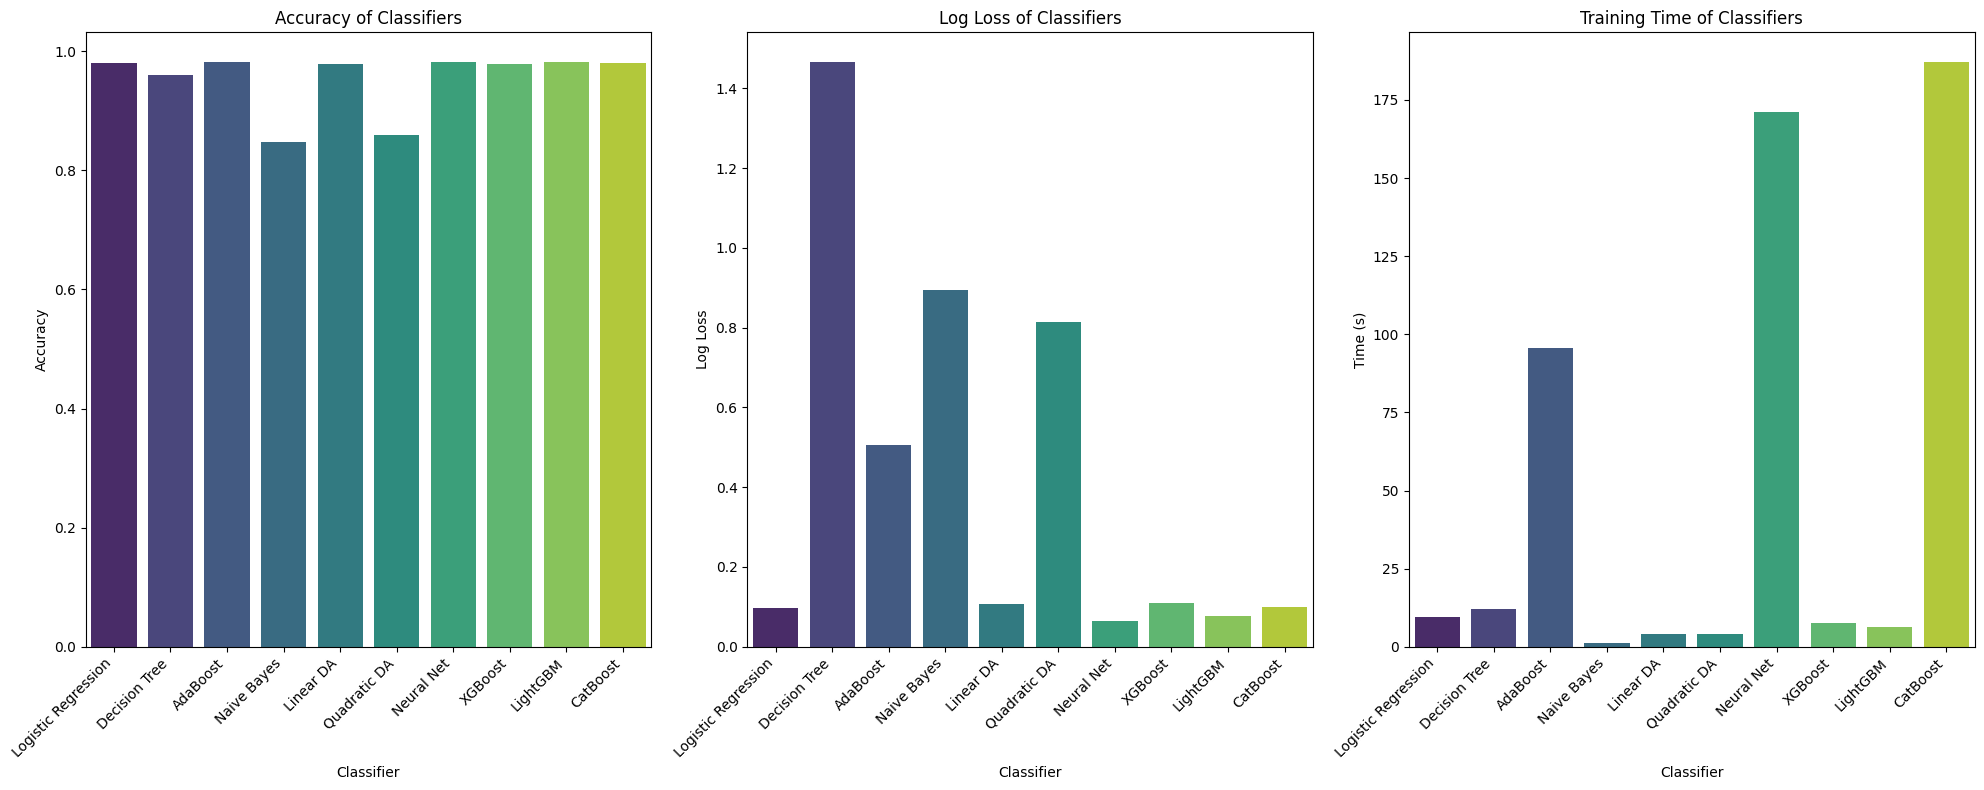 Accuracy of Classifiers
Accuracy
1.0
0.8
0.6
0.4
0.2
0.0
Logistic Regression
Decision Tree
AdaBoost
Naive Bayes
Linear DA
Quadratic DA
Neural Net
XGBoost
LightGBM
CatBoost
Classifier
Log Loss of Classifiers
Log Loss
1.4
1.2
1.0
0.8
0.6
0.4
0.2
0.0
Logistic Regression
Decision Tree
AdaBoost
Naive Bayes
Linear DA
Quadratic DA
Neural Net
XGBoost
LightGBM
CatBoost
Classifier
Training Time of Classifiers
Time (s)
175
150
125
100
75
50
25
0
Logistic Regression
Decision Tree
AdaBoost
Naive Bayes
Linear DA
Quadratic DA
Neural Net
XGBoost
LightGBM
CatBoost
Classifier